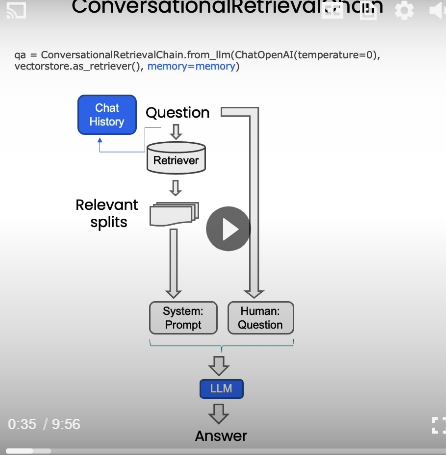 ConversationalRetrievalChain
qa = ConversationalRetrievalChain.from_llm(ChatOpenAI(temperature=0),
vectorstore.as_retriever(), memory=memory)
Chat
History
Question
Retriever
Relevant
splits
System:
Prompt
Human:
Question
LLM
0:35 / 9:56
Answer